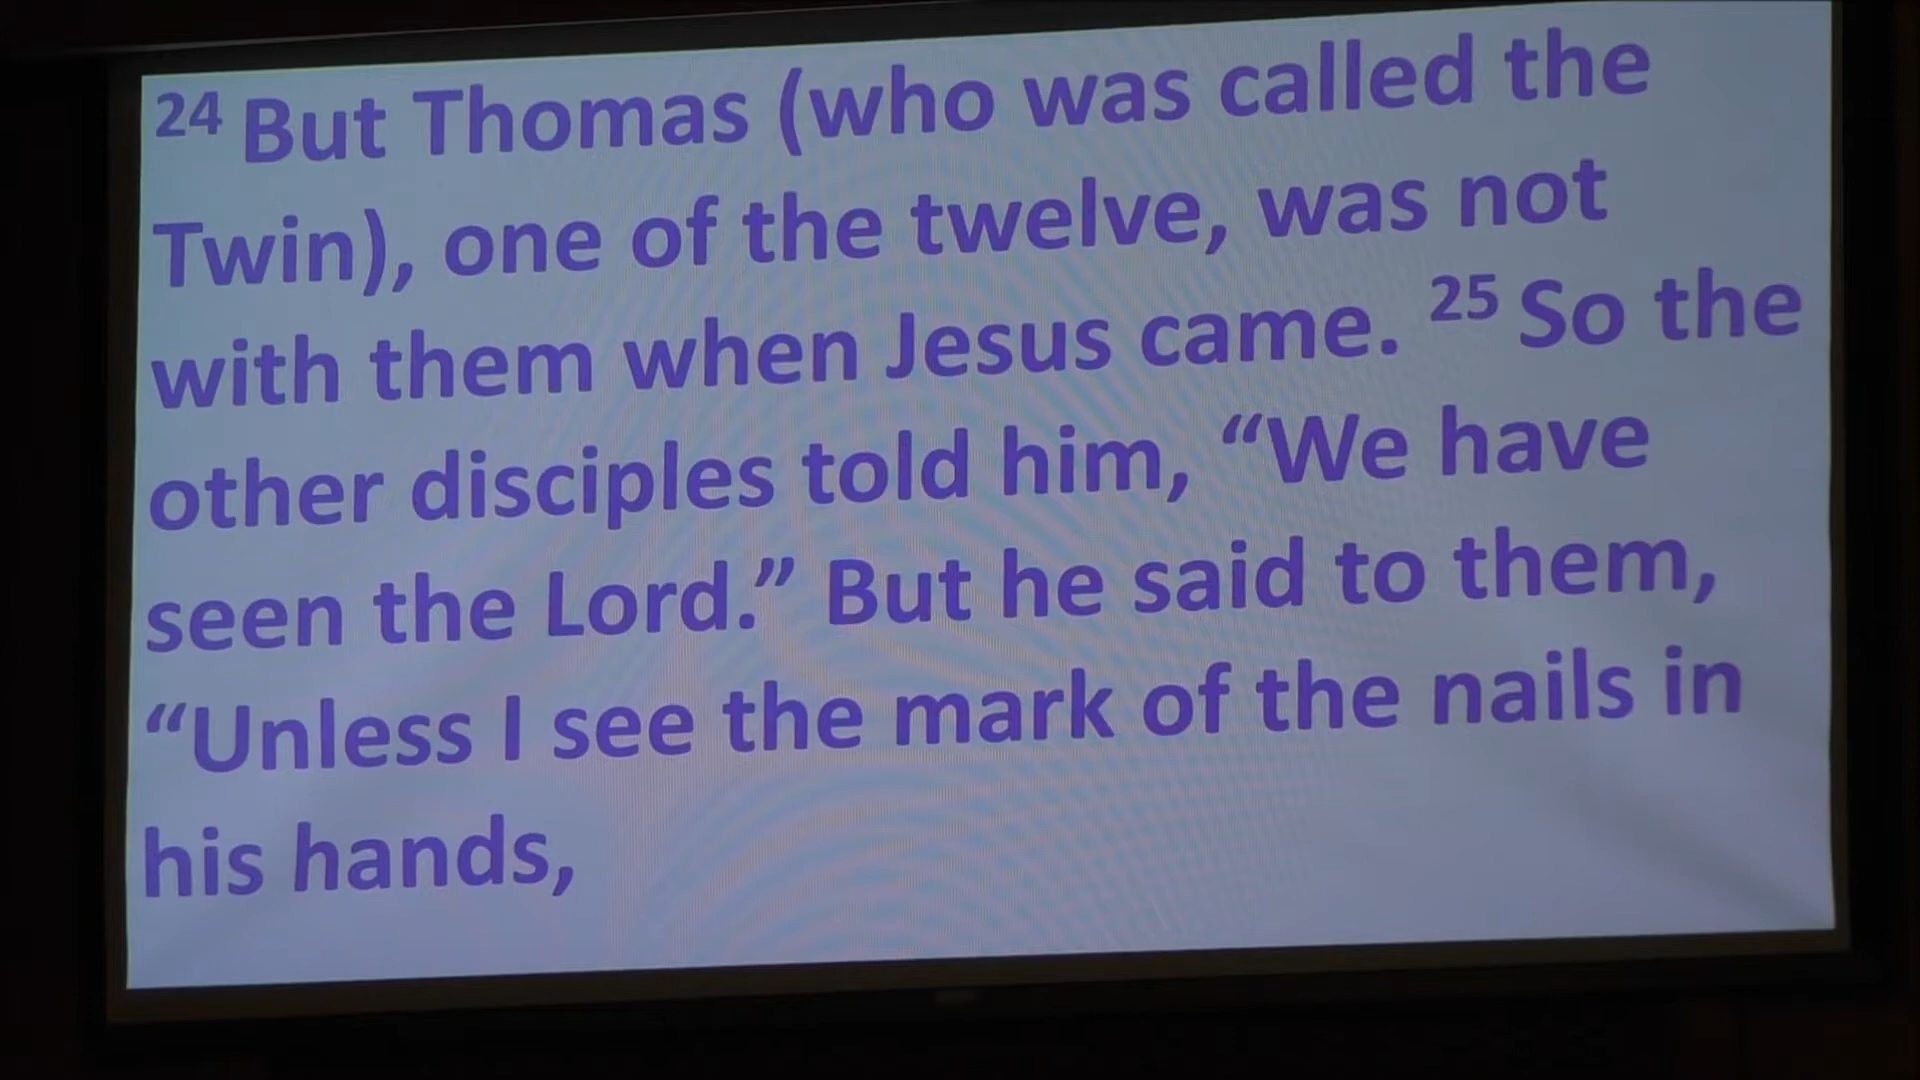 24 But Thomas (who was called the
Twin), one of the twelve, was not
with them when Jesus came. 25 So the
other disciples told him, “We have
seen the Lord.” But he said to them,
“Unless I see the mark of the nails in
his hands,